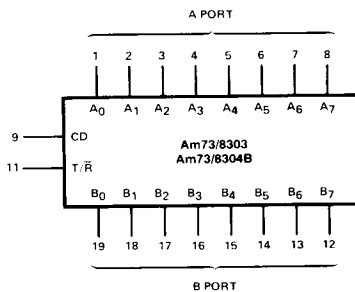 A PORT
1 2 3 4 5 6 7 8
A0 A1 A2 A3 A4 A5 A6 A7
9 CD
Am73/8303
Am73/8304B
11 T/R̅
B0 B1 B2 B3 B4 B5 B6 B7
19 18 17 16 15 14 13 12
B PORT